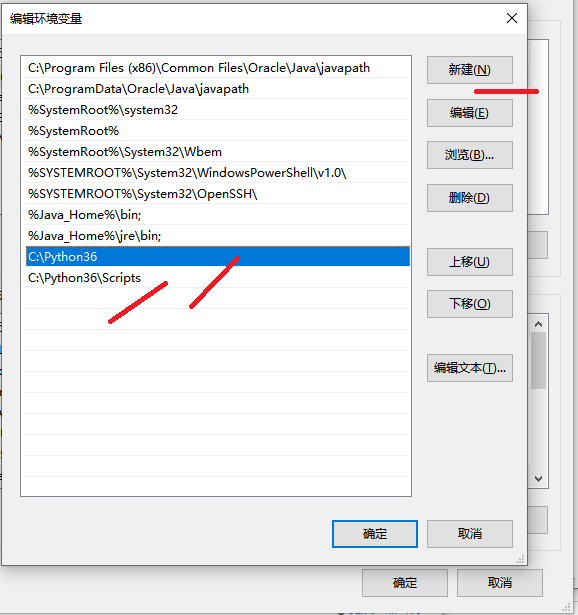 编辑环境变量
C:\Program Files (x86)\Common Files\Oracle\Java\javapath
C:\ProgramData\Oracle\Java\javapath
%SystemRoot%\system32
%SystemRoot%
%SystemRoot%\System32\Wbem
%SYSTEMROOT%\System32\WindowsPowerShell\v1.0\
%SYSTEMROOT%\System32\OpenSSH\
%Java_Home%\bin;
%Java_Home%\jre\bin;
C:\Python36
C:\Python36\Scripts
新建(N)
编辑(E)
浏览(B)...
删除(D)
上移(U)
下移(O)
编辑文本(T)...
确定
取消
确定
取消